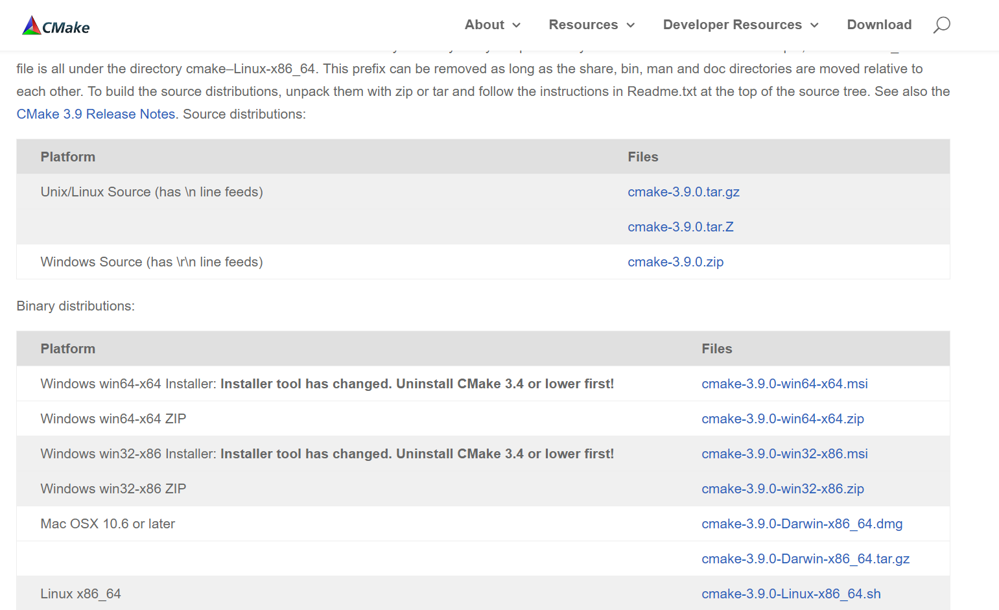 CMake
About
Resources
Developer Resources
Download
file is all under the directory cmake–Linux-x86_64. This prefix can be removed as long as the share, bin, man and doc directories are moved relative to
each other. To build the source distributions, unpack them with zip or tar and follow the instructions in Readme.txt at the top of the source tree. See also the
CMake 3.9 Release Notes. Source distributions:
Platform Files
Unix/Linux Source (has \n line feeds) cmake-3.9.0.tar.gz
cmake-3.9.0.tar.Z
Windows Source (has \r\n line feeds) cmake-3.9.0.zip
Binary distributions:
Platform Files
Windows win64-x64 Installer: Installer tool has changed. Uninstall CMake 3.4 or lower first! cmake-3.9.0-win64-x64.msi
Windows win64-x64 ZIP cmake-3.9.0-win64-x64.zip
Windows win32-x86 Installer: Installer tool has changed. Uninstall CMake 3.4 or lower first! cmake-3.9.0-win32-x86.msi
Windows win32-x86 ZIP cmake-3.9.0-win32-x86.zip
Mac OSX 10.6 or later cmake-3.9.0-Darwin-x86_64.dmg
cmake-3.9.0-Darwin-x86_64.tar.gz
Linux x86_64 cmake-3.9.0-Linux-x86_64.sh